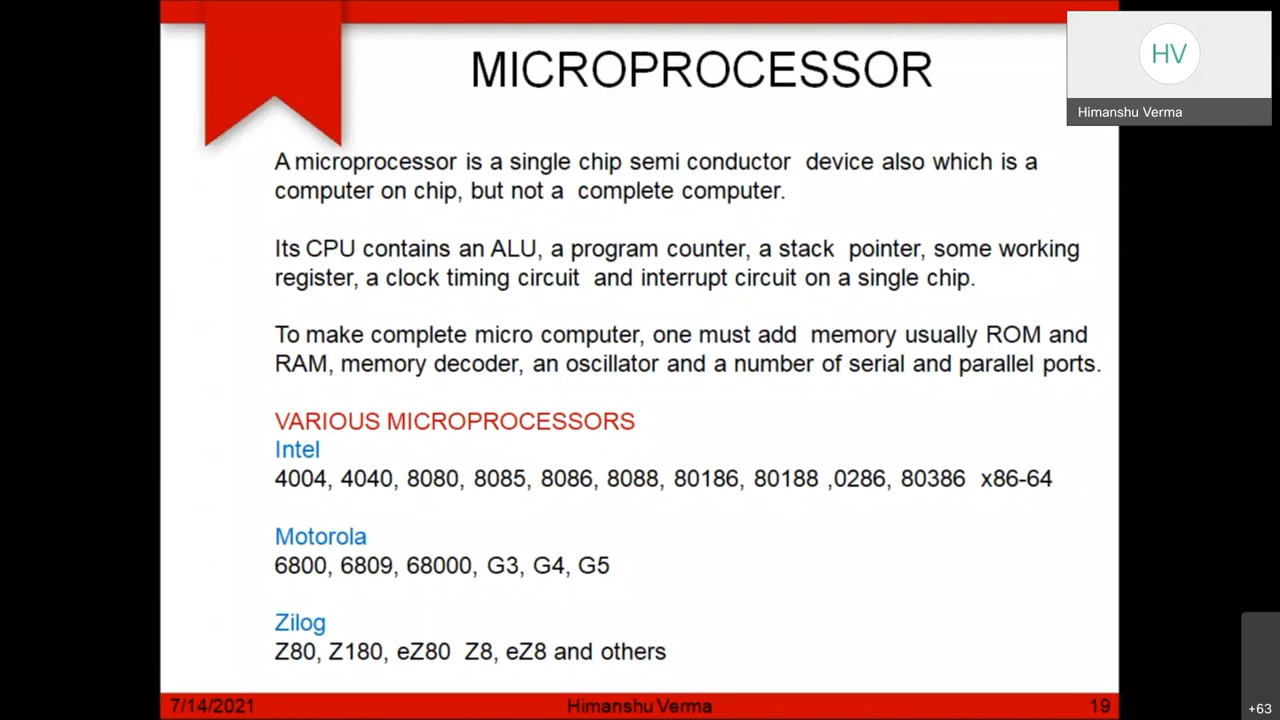 MICROPROCESSOR
HV
Himanshu Verma
A microprocessor is a single chip semi conductor device also which is a
computer on chip, but not a complete computer.
Its CPU contains an ALU, a program counter, a stack pointer, some working
register, a clock timing circuit and interrupt circuit on a single chip.
To make complete micro computer, one must add memory usually ROM and
RAM, memory decoder, an oscillator and a number of serial and parallel ports.
VARIOUS MICROPROCESSORS
Intel
4004, 4040, 8080, 8085, 8086, 8088, 80186, 80188 ,0286, 80386 x86-64
Motorola
6800, 6809, 68000, G3, G4, G5
Zilog
Z80, Z180, eZ80 Z8, eZ8 and others
7/14/2021 Himanshu Verma 19
+63